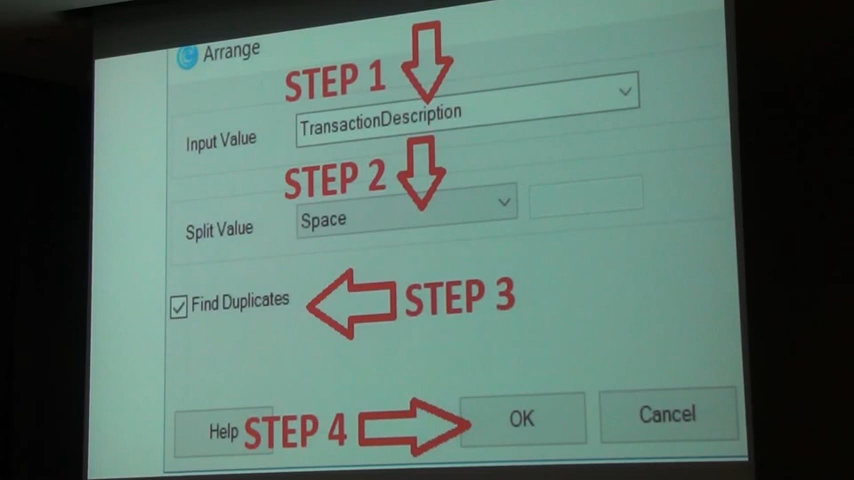 Arrange
STEP 1
Input Value
TransactionDescription
STEP 2
Split Value
Space
Find Duplicates
STEP 3
Help
STEP 4
OK
Cancel